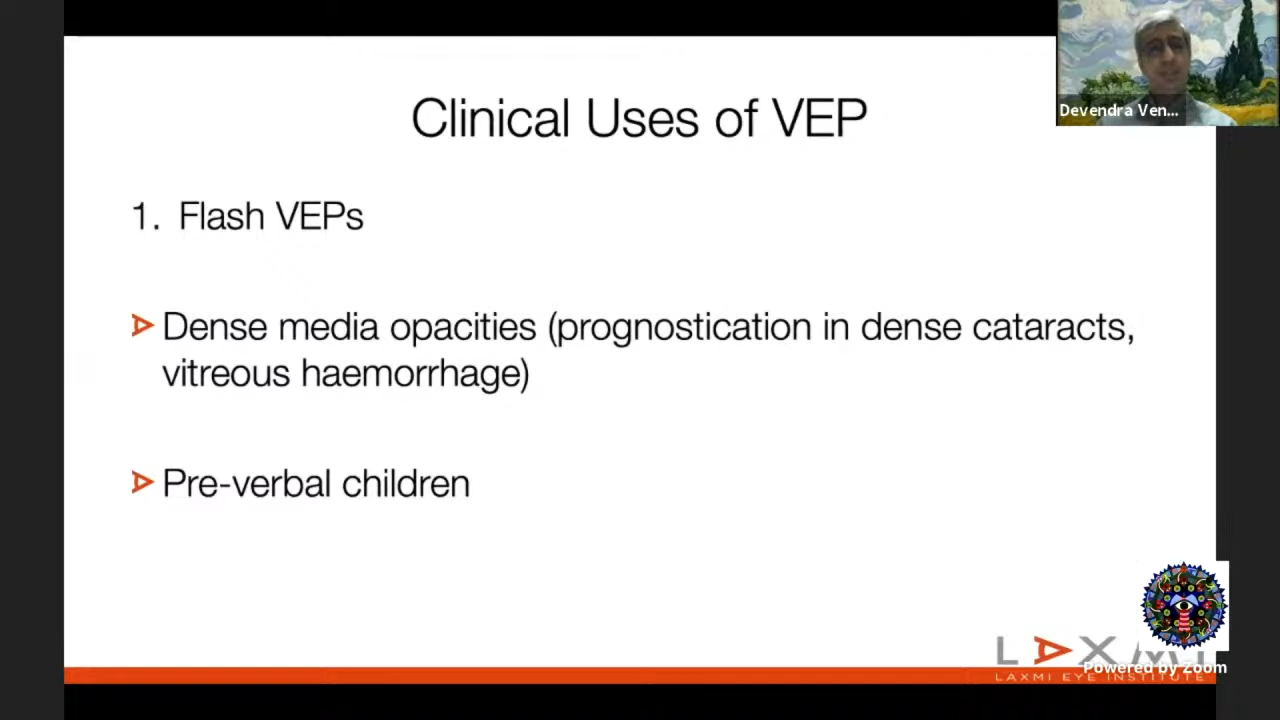 Clinical Uses of VEP
Devendra Ven...
1. Flash VEPs
Dense media opacities (prognostication in dense cataracts,
vitreous haemorrhage)
Pre-verbal children
Powered by Zoom
LAXMI EYE INSTITUTE